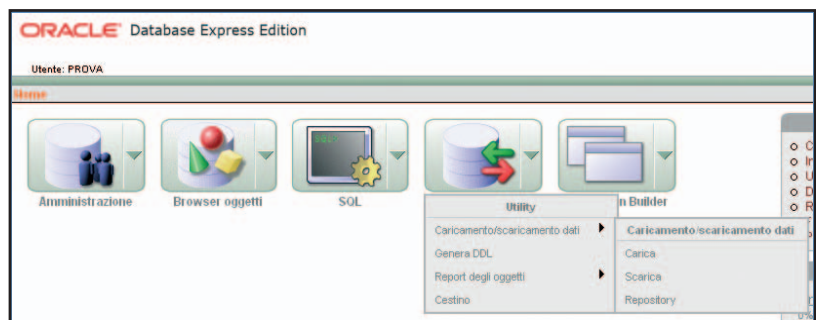 ORACLE Database Express Edition
Utente: PROVA
Home
Amministrazione
Browser oggetti
SQL
n Builder
Utility
Caricamento/scaricamento dati
Genera DDL
Report degli oggetti
Cestino
Caricamento/scaricamento dati
Carica
Scarica
Repository